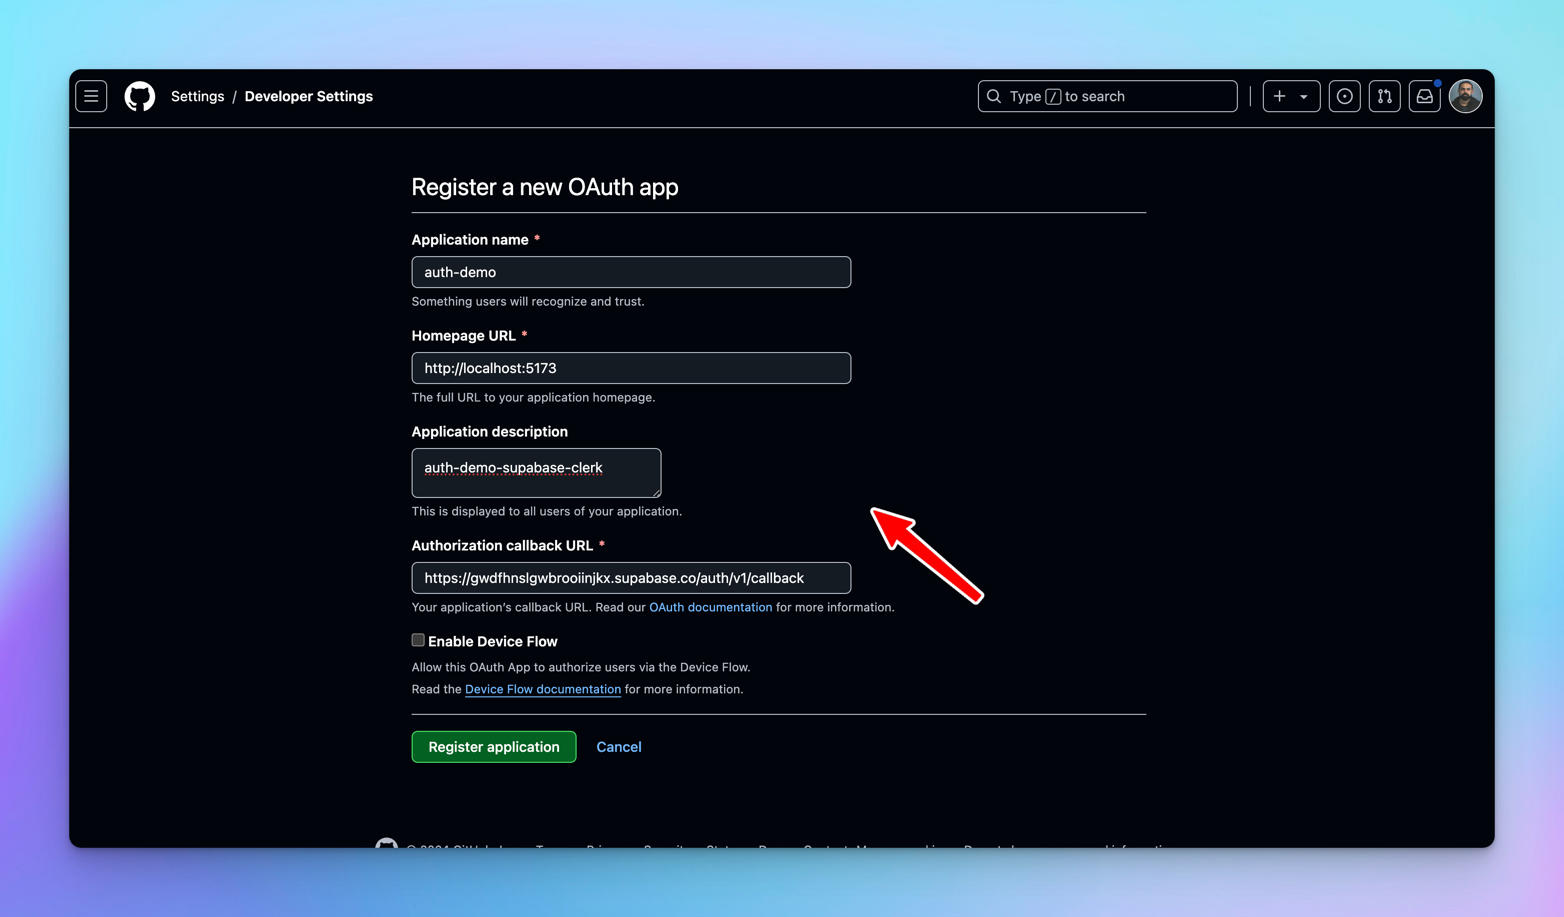 Settings / Developer Settings
Type / to search
Register a new OAuth app
Application name *
auth-demo
Something users will recognize and trust.
Homepage URL *
http://localhost:5173
The full URL to your application homepage.
Application description
auth-demo-supabase-clerk
This is displayed to all users of your application.
Authorization callback URL *
https://gwdfhnslgwbrooiinjkx.supabase.co/auth/v1/callback
Your application’s callback URL. Read our OAuth documentation for more information.
Enable Device Flow
Allow this OAuth App to authorize users via the Device Flow.
Read the Device Flow documentation for more information.
Register application
Cancel